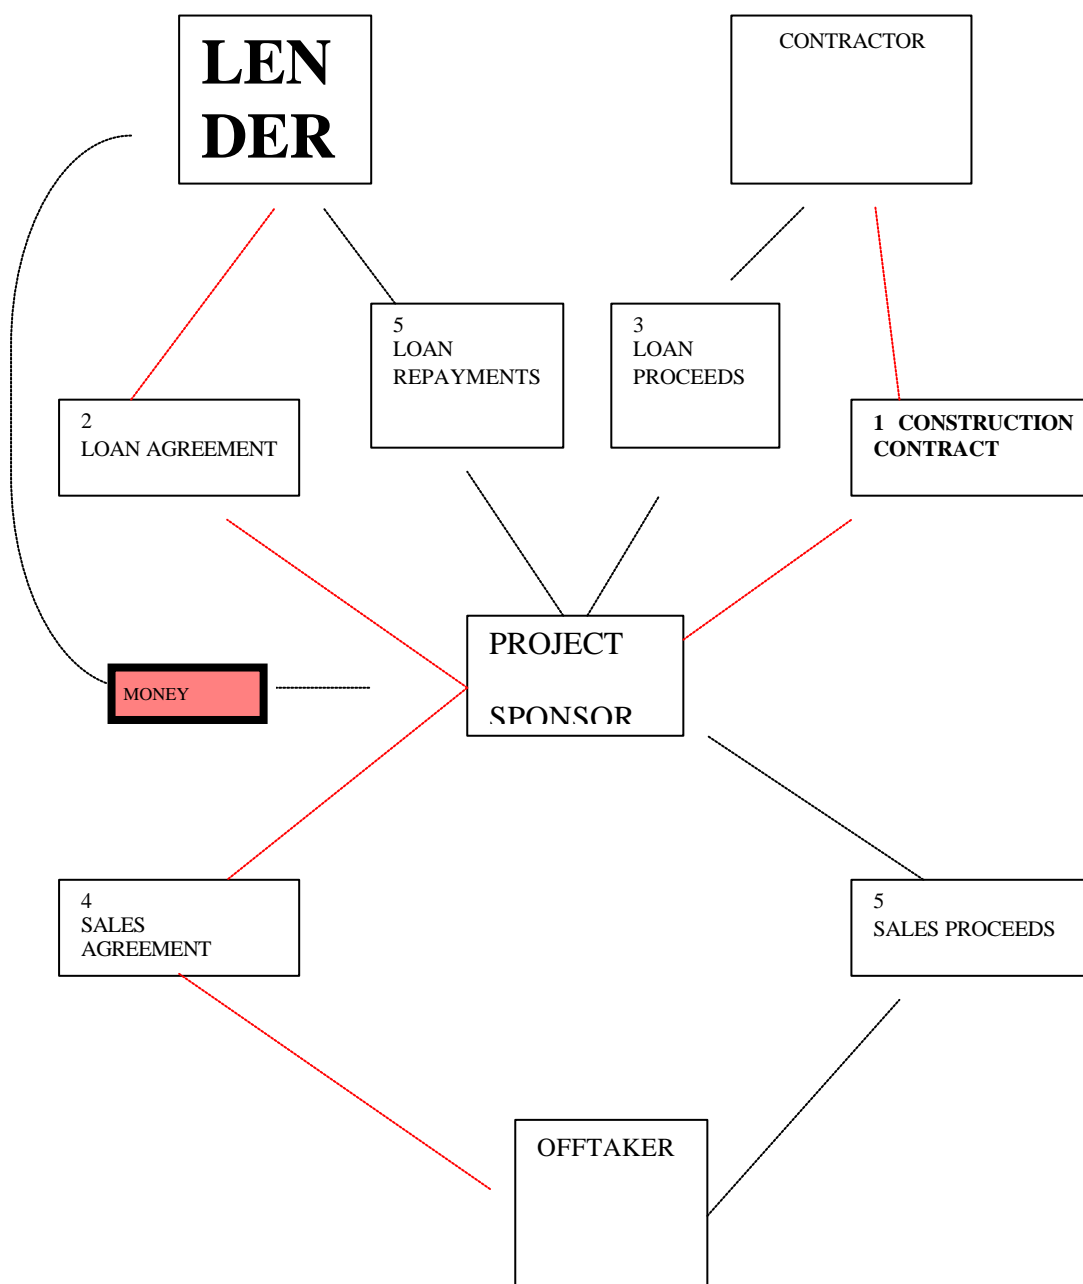 LEN
DER
CONTRACTOR
5
LOAN
REPAYMENTS
3
LOAN
PROCEEDS
2
LOAN AGREEMENT
1 CONSTRUCTION
CONTRACT
PROJECT
SPONSOR
MONEY
4
SALES
AGREEMENT
5
SALES PROCEEDS
OFFTAKER